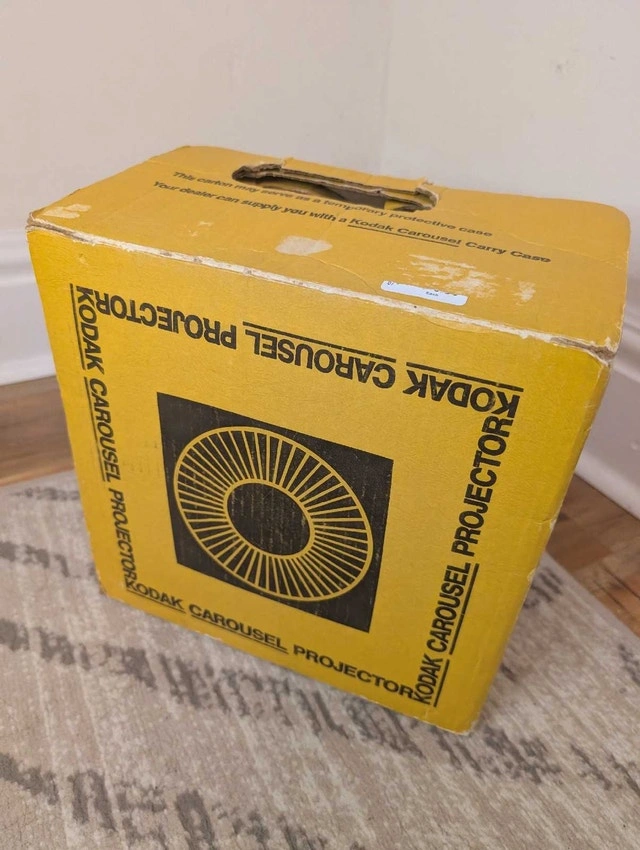 This carton may serve as a temporary protective case
Your dealer can supply you with a Kodak Carousel Carry Case
KODAK CAROUSEL PROJECTOR
KODAK CAROUSEL PROJECTOR
KODAK CAROUSEL PROJECTOR
KODAK CAROUSEL PROJECTOR